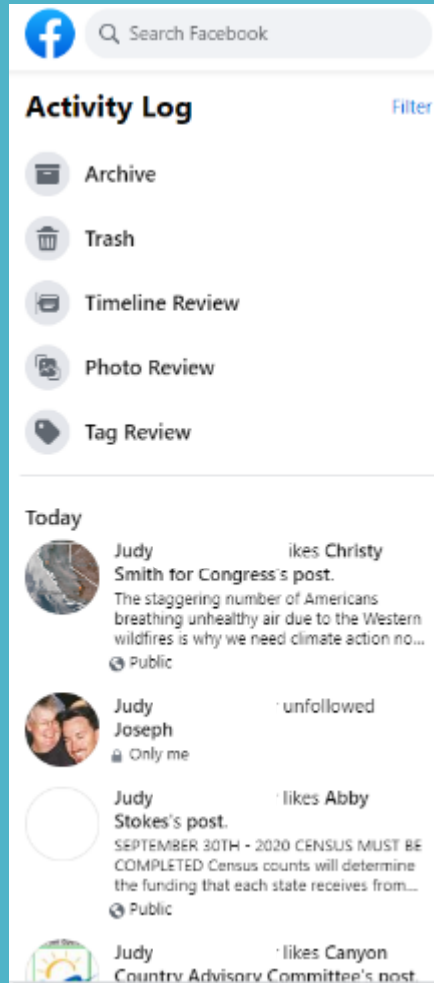 Search Facebook
Activity Log Filter
Archive
Trash
Timeline Review
Photo Review
Tag Review
Today
Judy ikes Christy
Smith for Congress's post.
The staggering number of Americans
breathing unhealthy air due to the Western
wildfires is why we need climate action no...
Public
Judy unfollowed
Joseph
Only me
Judy likes Abby
Stokes's post.
SEPTEMBER 30TH - 2020 CENSUS MUST BE
COMPLETED Census counts will determine
the funding that each state receives from...
Public
Judy likes Canyon
Country Advisory Committee's post.